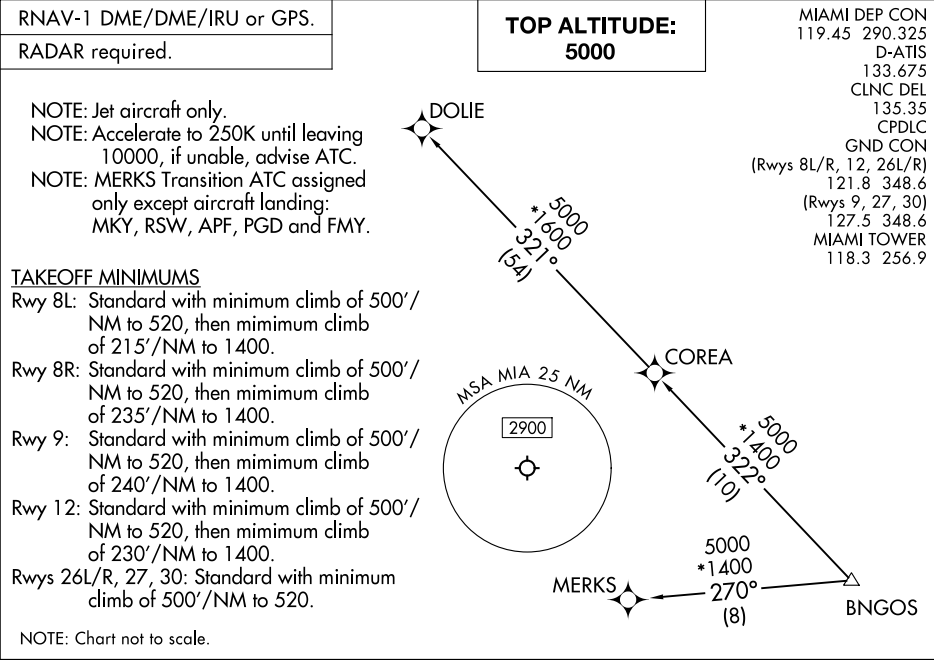 RNAV-1 DME/DME/IRU or GPS.
RADAR required.
TOP ALTITUDE:
5000
MIAMI DEP CON
119.45 290.325
D-ATIS
133.675
CLNC DEL
135.35
CPDLC
GND CON
(Rwys 8L/R, 12, 26L/R)
121.8 348.6
(Rwys 9, 27, 30)
127.5 348.6
MIAMI TOWER
118.3 256.9
NOTE: Jet aircraft only.
NOTE: Accelerate to 250K until leaving
10000, if unable, advise ATC.
NOTE: MERKS Transition ATC assigned
only except aircraft landing:
MKY, RSW, APF, PGD and FMY.
TAKEOFF MINIMUMS
Rwy 8L: Standard with minimum climb of 500'/
NM to 520, then mimimum climb
of 215'/NM to 1400.
Rwy 8R: Standard with minimum climb of 500'/
NM to 520, then minimum climb
of 235'/NM to 1400.
Rwy 9: Standard with minimum climb of 500'/
NM to 520, then minimum climb
of 240'/NM to 1400.
Rwy 12: Standard with minimum climb of 500'/
NM to 520, then minimum climb
of 230'/NM to 1400.
Rwys 26L/R, 27, 30: Standard with minimum
climb of 500'/NM to 520.
NOTE: Chart not to scale.
DOLIE
5000
*1600
321°
(54)
COREA
MSA MIA 25 NM
2900
5000
*1400
322°
(10)
5000
*1400
270°
(8)
MERKS
BNGOS